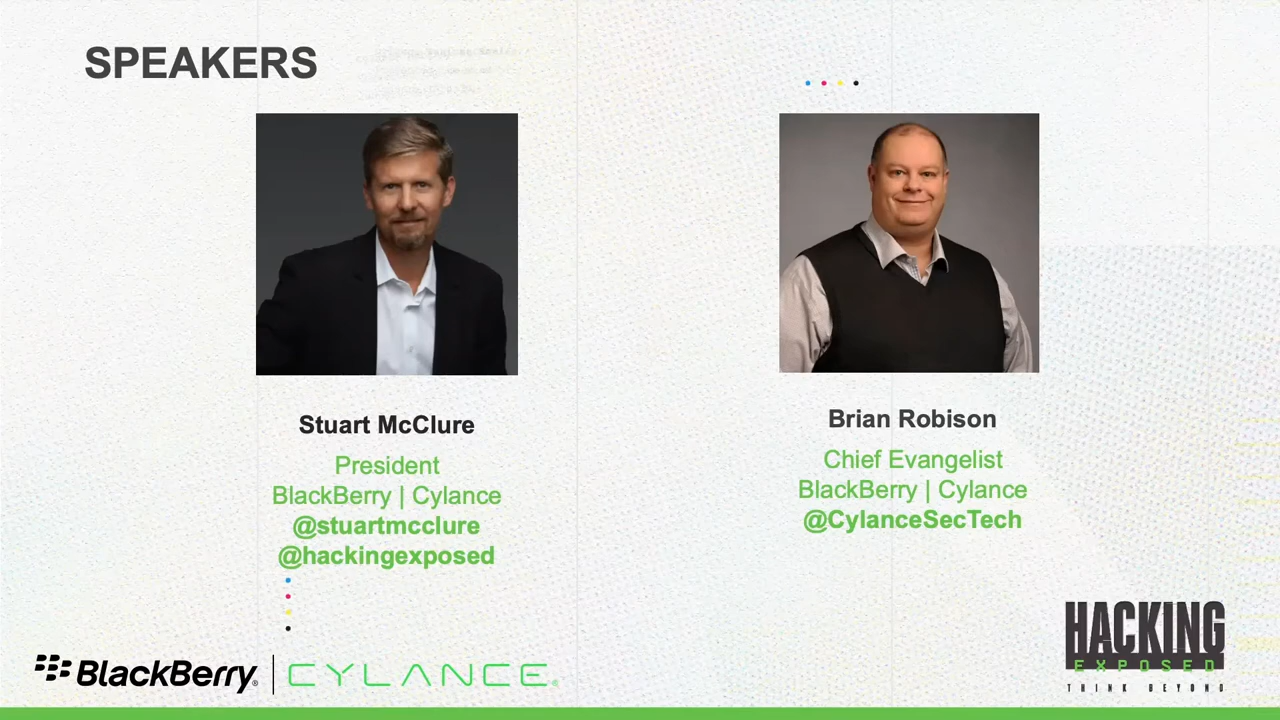 SPEAKERS
Stuart McClure
President
BlackBerry | Cylance
@stuartmcclure
@hackingexposed
Brian Robison
Chief Evangelist
BlackBerry | Cylance
@CylanceSecTech
BlackBerry® | CYLANCE®
HACKING
EXPOSED
THINK BEYOND